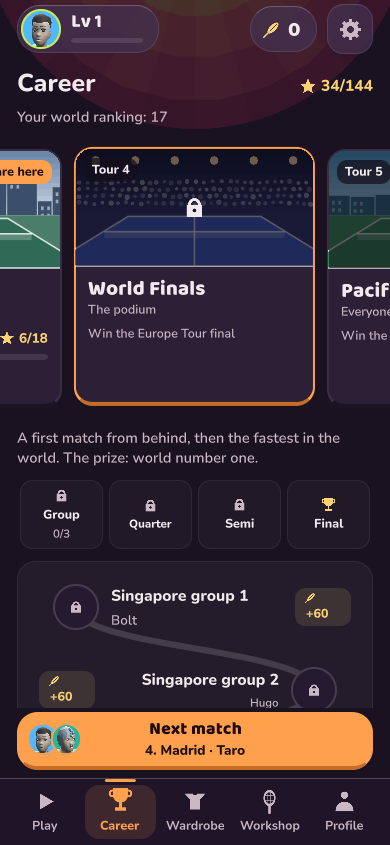 Lv 1
0
Career
34/144
Your world ranking: 17
are here
Tour 4
Tour 5
World Finals
The podium
Win the Europe Tour final
6/18
Pacif
Everyone
Win the
A first match from behind, then the fastest in the
world. The prize: world number one.
Group
0/3
Quarter
Semi
Final
Singapore group 1
Bolt
+60
Singapore group 2
Hugo
+60
Next match
4. Madrid · Taro
Play
Career
Wardrobe
Workshop
Profile